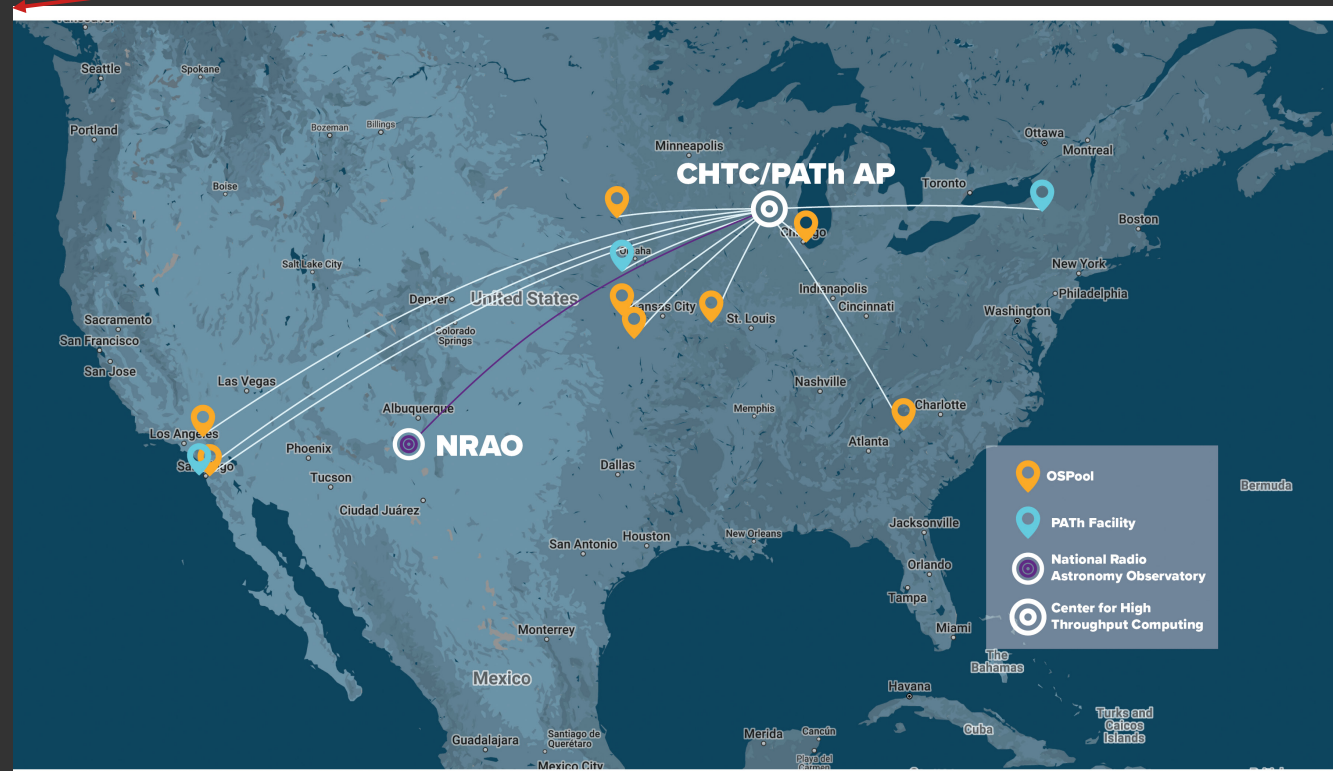 Seattle
Spokane
Portland
Bozeman
Billings
Minneapolis
Ottawa
Montreal
CHTC/PATh AP
Toronto
Boise
Boston
Salt Lake City
New York
Denver
United States
Kansas City
St. Louis
Indianapolis
Cincinnati
Philadelphia
Washington
Sacramento
San Francisco
Colorado
Springs
San Jose
Las Vegas
Nashville
Albuquerque
Memphis
Charlotte
Los Angeles
NRAO
Phoenix
Atlanta
Tucson
Dallas
OSPool
Bermuda
Ciudad Juárez
PATh Facility
Jacksonville
San Antonio
Houston
New Orleans
Orlando
National Radio
Astronomy Observatory
Tampa
Center for High
Throughput Computing
Miami
Monterrey
The
Bahamas
Mexico
Havana
Turks and
Caicos
Islands
Cuba
Guadalajara
Santiago de
Querétaro
Merida
Cancún
Mexico City